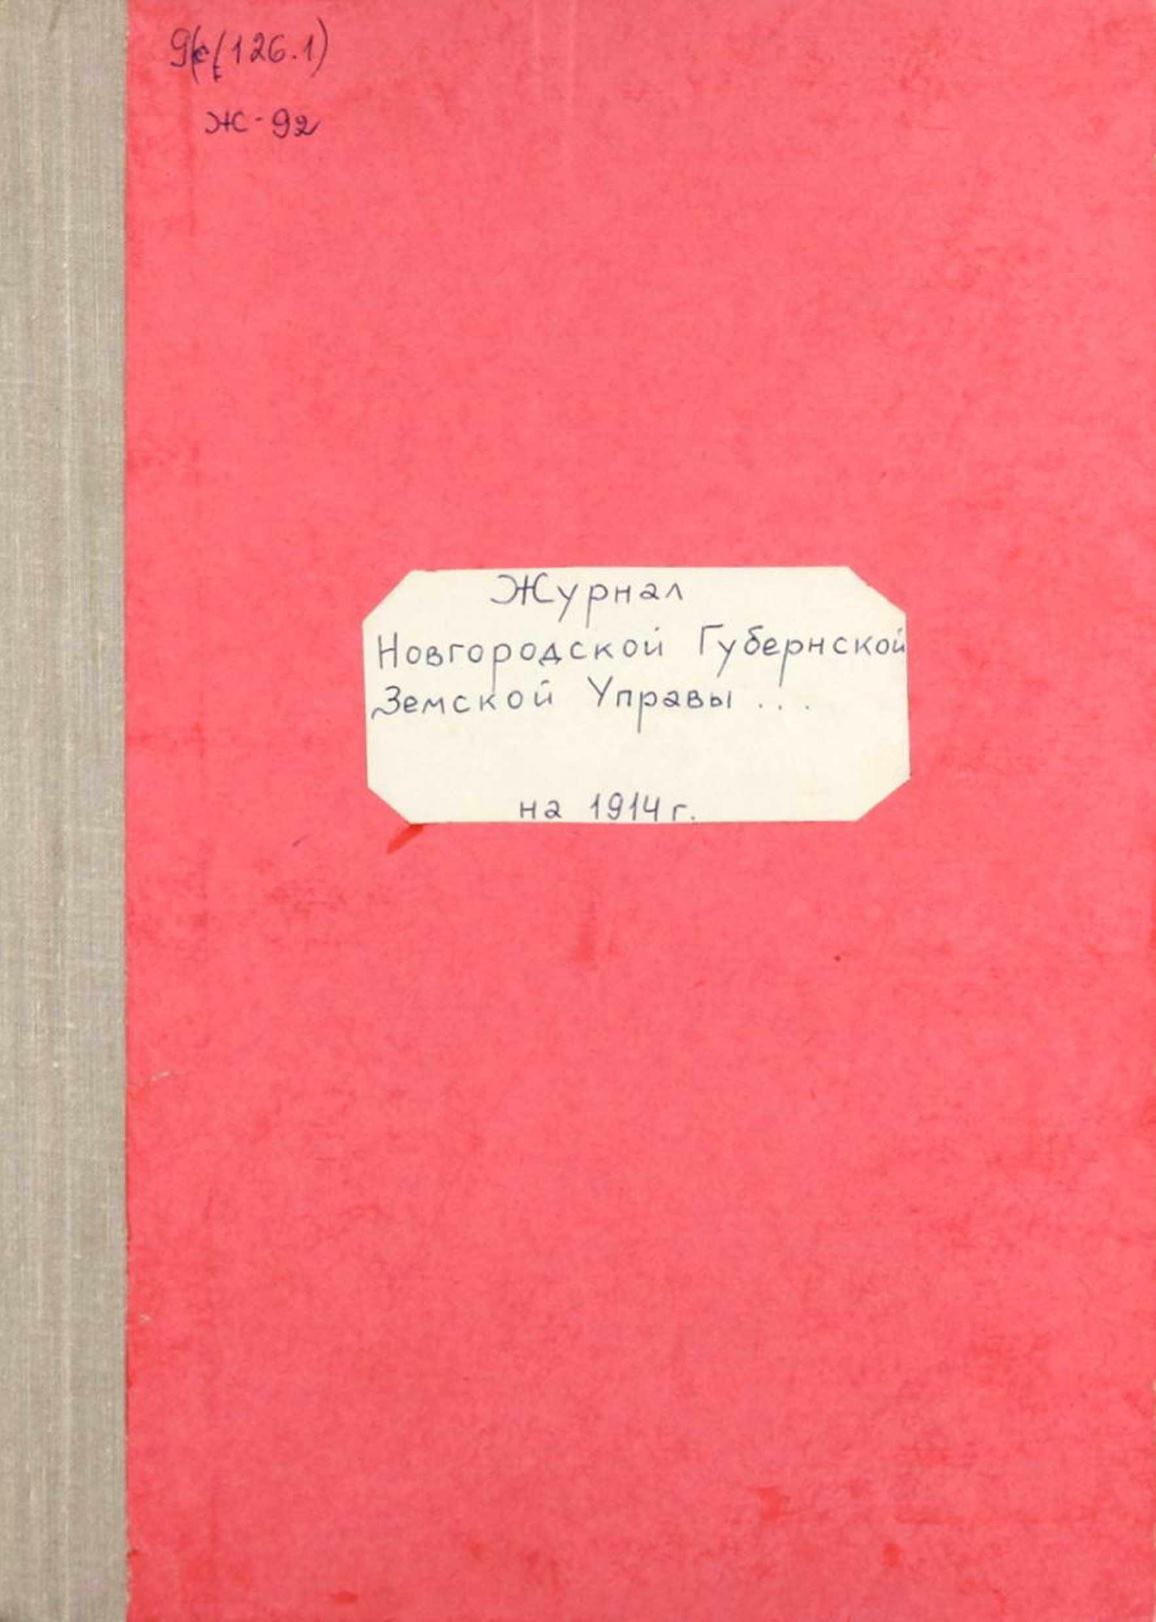 9(c(126.1)
Ж-92
Журнал
Новгородской Губернской
Земской Управы ...
на 1914 г.